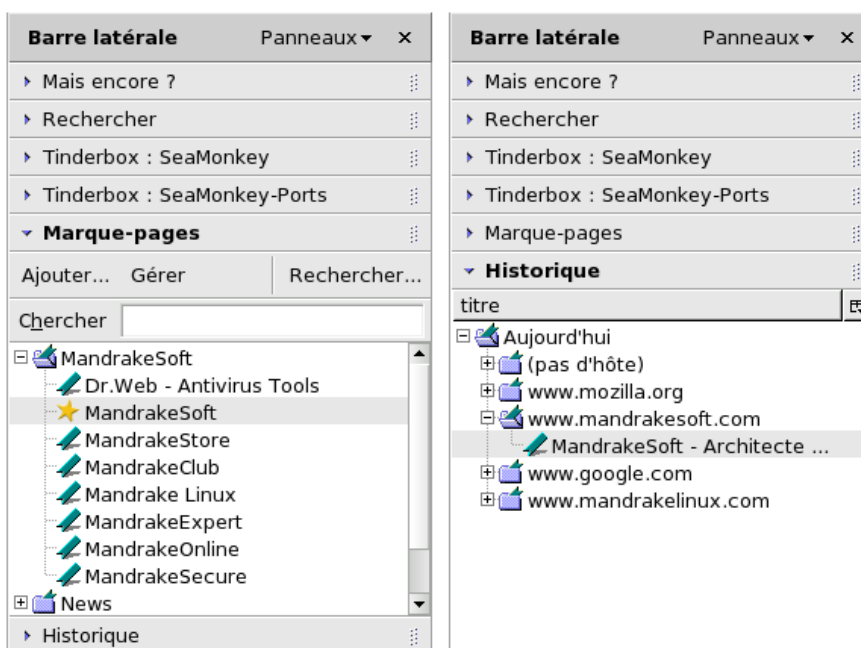 Barre latérale Panneaux
Mais encore ?
Rechercher
Tinderbox : SeaMonkey
Tinderbox : SeaMonkey-Ports
Marque-pages
Ajouter... Gérer Rechercher...
Chercher
MandrakeSoft
Dr.Web - Antivirus Tools
MandrakeSoft
MandrakeStore
MandrakeClub
Mandrake Linux
MandrakeExpert
MandrakeOnline
MandrakeSecure
News
Historique
Barre latérale Panneaux
Mais encore ?
Rechercher
Tinderbox : SeaMonkey
Tinderbox : SeaMonkey-Ports
Marque-pages
Historique
titre
Aujourd'hui
(pas d'hôte)
www.mozilla.org
www.mandrakesoft.com
MandrakeSoft - Architecte ...
www.google.com
www.mandrakelinux.com